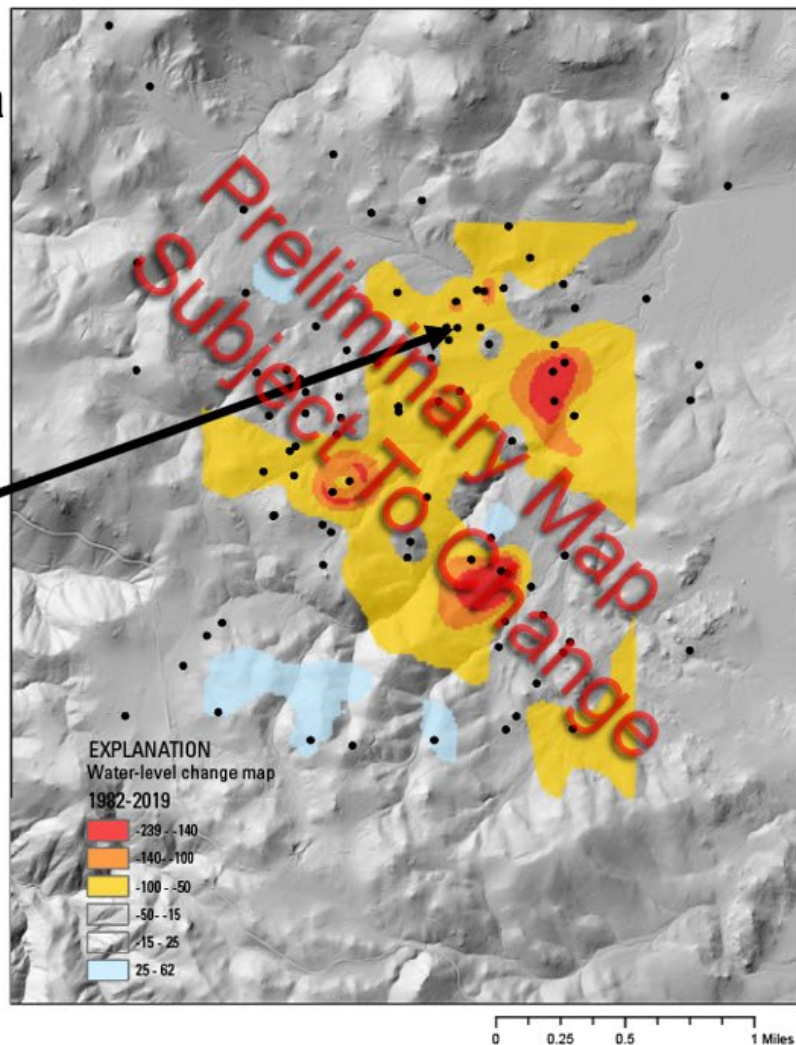 Preliminary Map
Subject To Change
EXPLANATION
Water-level change map
1982-2019
-239 - -140
-140 - -100
-100 - -50
-50 - -15
-15 - 25
25 - 62
0 0.25 0.5 1 Miles